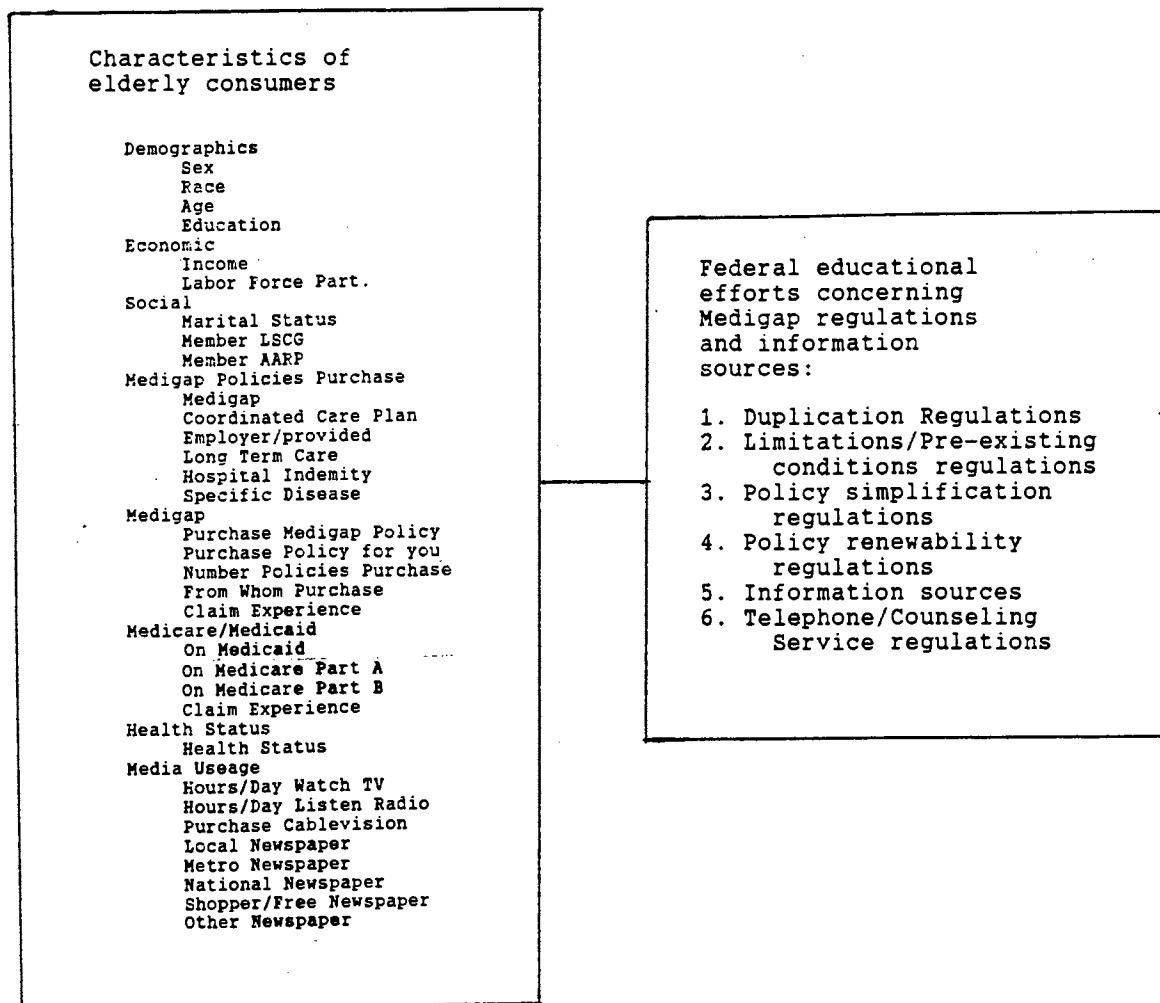 Characteristics of
elderly consumers
Demographics
Sex
Race
Age
Education
Economic
Income
Labor Force Part.
Social
Marital Status
Member LSCG
Member AARP
Medigap Policies Purchase
Medigap
Coordinated Care Plan
Employer/provided
Long Term Care
Hospital Indemity
Specific Disease
Medigap
Purchase Medigap Policy
Purchase Policy for you
Number Policies Purchase
From Whom Purchase
Claim Experience
Medicare/Medicaid
On Medicaid
On Medicare Part A
On Medicare Part B
Claim Experience
Health Status
Health Status
Media Useage
Hours/Day Watch TV
Hours/Day Listen Radio
Purchase Cablevision
Local Newspaper
Metro Newspaper
National Newspaper
Shopper/Free Newspaper
Other Newspaper
Federal educational
efforts concerning
Medigap regulations
and information
sources:
1. Duplication Regulations
2. Limitations/Pre-existing
conditions regulations
3. Policy simplification
regulations
4. Policy renewability
regulations
5. Information sources
6. Telephone/Counseling
Service regulations